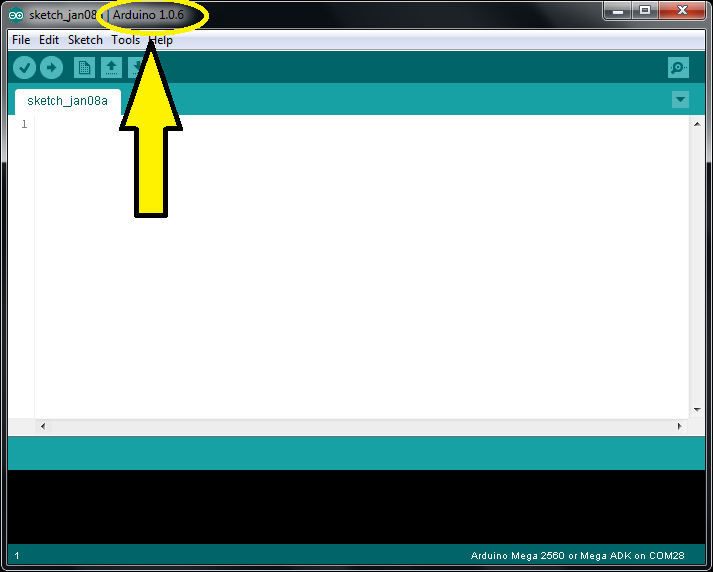 sketch_jan08a | Arduino 1.0.6
File Edit Sketch Tools Help
sketch_jan08a
1
1
Arduino Mega 2560 or Mega ADK on COM28